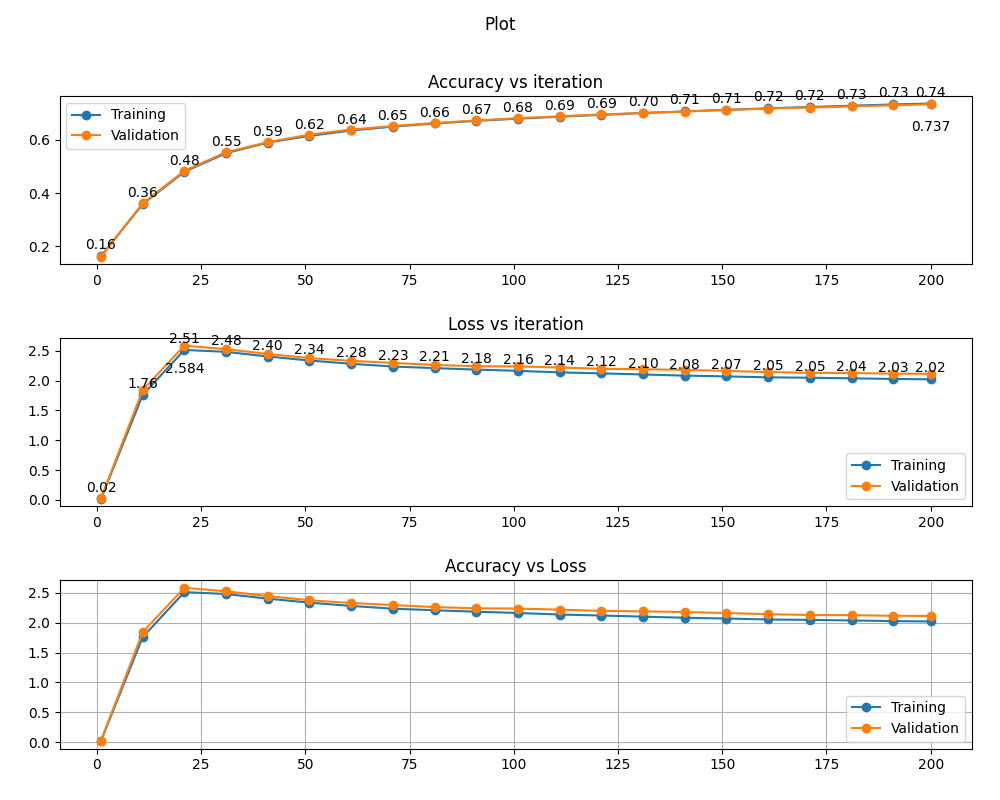 Plot
Accuracy vs iteration
Training
Validation
0.16 0.36 0.48 0.55 0.59 0.62 0.64 0.65 0.66 0.67 0.68 0.69 0.69 0.70 0.71 0.71 0.72 0.72 0.73 0.73 0.74
0.737
0.6
0.4
0.2
0 25 50 75 100 125 150 175 200
Loss vs iteration
0.02 1.76 2.51 2.48 2.40 2.34 2.28 2.23 2.21 2.18 2.16 2.14 2.12 2.10 2.08 2.07 2.05 2.05 2.04 2.03 2.02
2.584
2.5
2.0
1.5
1.0
0.5
0.0
Training
Validation
0 25 50 75 100 125 150 175 200
Accuracy vs Loss
2.5
2.0
1.5
1.0
0.5
0.0
Training
Validation
0 25 50 75 100 125 150 175 200